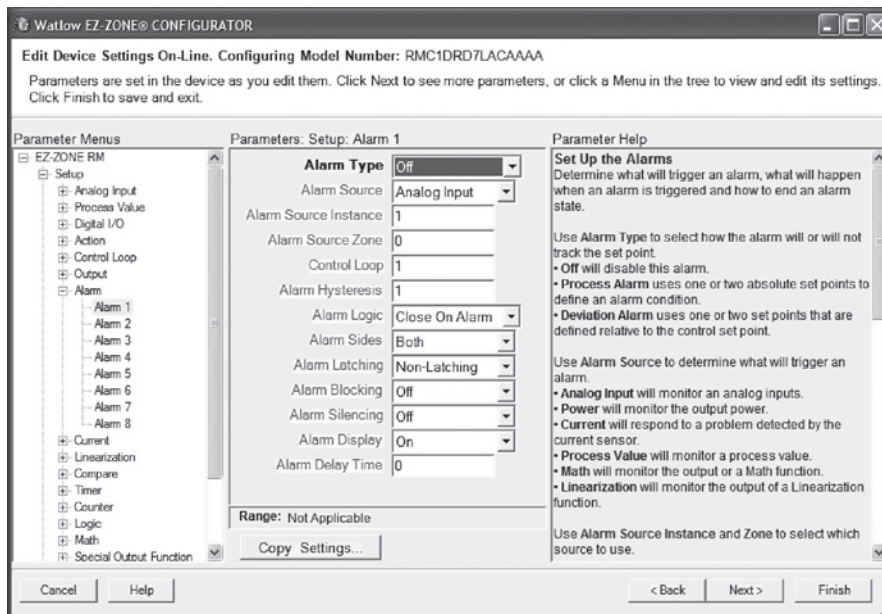 Watlow EZ-ZONE® CONFIGURATOR
Edit Device Settings On-Line. Configuring Model Number: RMC1DRD7LACAAAA
Parameters are set in the device as you edit them. Click Next to see more parameters, or click a Menu in the tree to view and edit its settings.
Click Finish to save and exit.
Parameter Menus
EZ-ZONE RM
Setup
Analog Input
Process Value
Digital I/O
Action
Control Loop
Output
Alarm
Alarm 1
Alarm 2
Alarm 3
Alarm 4
Alarm 5
Alarm 6
Alarm 7
Alarm 8
Current
Linearization
Compare
Timer
Counter
Logic
Math
Special Output Function
Parameters: Setup: Alarm 1
Alarm Type Off
Alarm Source Analog Input
Alarm Source Instance 1
Alarm Source Zone 0
Control Loop 1
Alarm Hysteresis 1
Alarm Logic Close On Alarm
Alarm Sides Both
Alarm Latching Non-Latching
Alarm Blocking Off
Alarm Silencing Off
Alarm Display On
Alarm Delay Time 0
Range: Not Applicable
Copy Settings...
Parameter Help
Set Up the Alarms
Determine what will trigger an alarm, what will happen
when an alarm is triggered and how to end an alarm
state.
Use Alarm Type to select how the alarm will or will not
track the set point.
• Off will disable this alarm.
• Process Alarm uses one or two absolute set points to
define an alarm condition.
• Deviation Alarm uses one or two set points that are
defined relative to the control set point.
Use Alarm Source to determine what will trigger an
alarm.
• Analog Input will monitor an analog inputs.
• Power will monitor the output power.
• Current will respond to a problem detected by the
current sensor.
• Process Value will monitor a process value.
• Math will monitor the output or a Math function.
• Linearization will monitor the output of a Linearization
function.
Use Alarm Source Instance and Zone to select which
source to use.
Cancel
Help
< Back
Next >
Finish